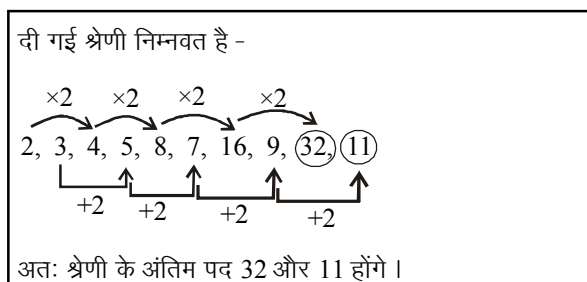 दी गई श्रेणी निम्नवत है -
×2 ×2 ×2 ×2
2, 3, 4, 5, 8, 7, 16, 9, 32, 11
+2 +2 +2 +2
अतः श्रेणी के अंतिम पद 32 और 11 होंगे ।